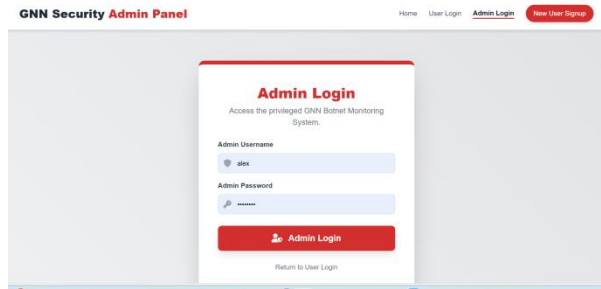 GNN Security Admin Panel
Home User Login Admin Login New User Signup
Admin Login
Access the privileged GNN Botnet Monitoring
System.
Admin Username
alex
Admin Password
••••••••
Admin Login
Return to User Login